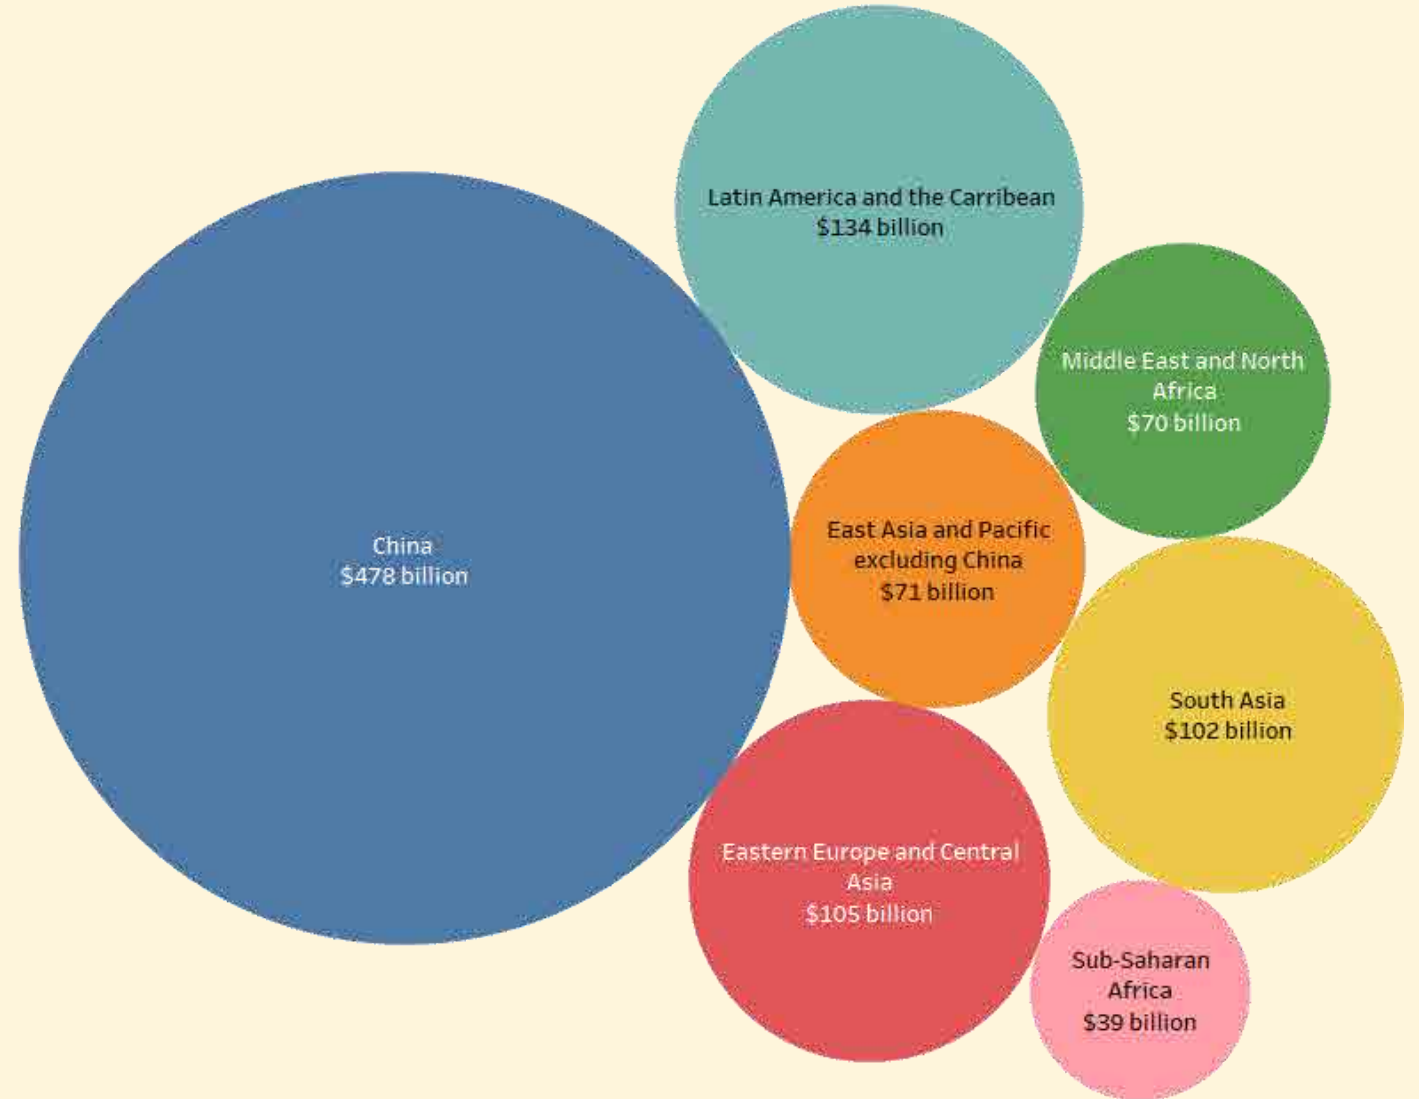 Latin America and the Carribean
$134 billion
Middle East and North
Africa
$70 billion
East Asia and Pacific
excluding China
$71 billion
China
$478 billion
South Asia
$102 billion
Eastern Europe and Central
Asia
$105 billion
Sub-Saharan
Africa
$39 billion